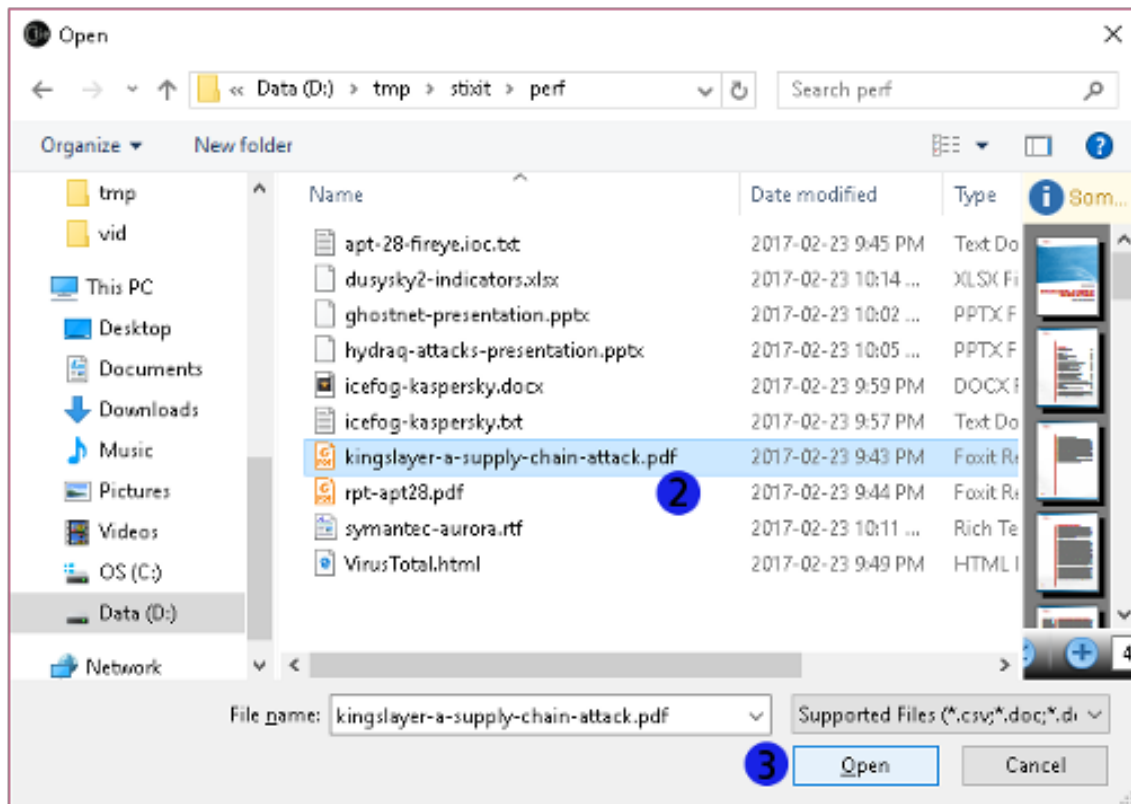 Open
« Data (D:) > tmp > stixit > perf
Search perf
Organize
New folder
Name
Date modified
Type
Som...
tmp
vid
This PC
Desktop
Documents
Downloads
Music
Pictures
Videos
OS (C:)
Data (D:)
Network
apt-28-fireye.ioc.txt 2017-02-23 9:45 PM Text Do
dusysky2-indicators.xlsx 2017-02-23 10:14 ... XLSX Fi
ghostnet-presentation.pptx 2017-02-23 10:02 ... PPTX F
hydraq-attacks-presentation.pptx 2017-02-23 10:05 ... PPTX F
icefog-kaspersky.docx 2017-02-23 9:59 PM DOCX F
icefog-kaspersky.txt 2017-02-23 9:57 PM Text Do
kingslayer-a-supply-chain-attack.pdf 2017-02-23 9:43 PM Foxit Re
2
rpt-apt28.pdf 2017-02-23 9:44 PM Foxit Re
symantec-aurora.rtf 2017-02-23 10:11 ... Rich Te
VirusTotal.html 2017-02-23 9:49 PM HTML
4
File name: kingslayer-a-supply-chain-attack.pdf
Supported Files (*.csv;*.doc;*.d
3
Open
Cancel